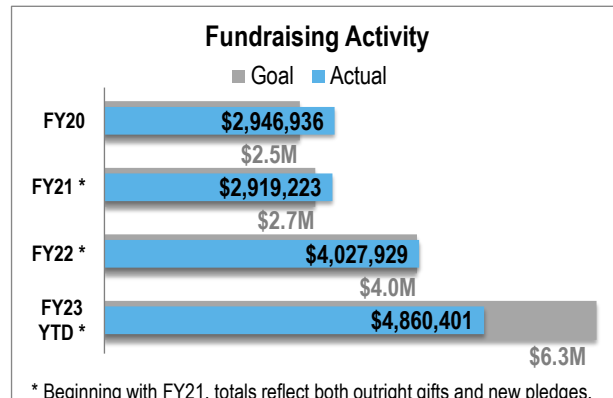 Fundraising Activity
Goal Actual
FY20 $2,946,936
$2.5M
FY21 * $2,919,223
$2.7M
FY22 * $4,027,929
$4.0M
FY23
YTD * $4,860,401
$6.3M
* Beginning with FY21, totals reflect both outright gifts and new pledges.